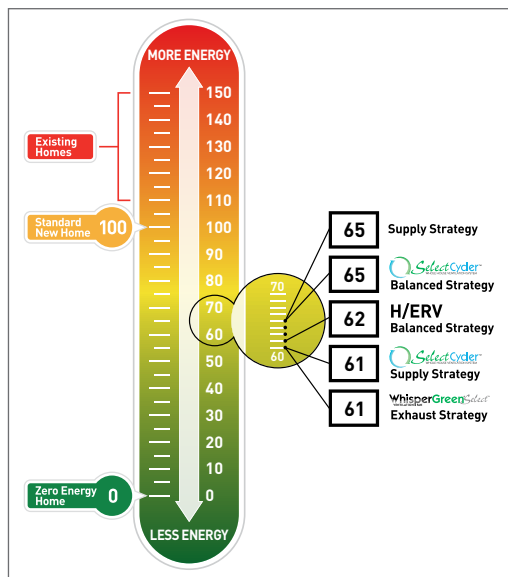 MORE ENERGY
150
140
130
120
110
100
90
80
70
60
50
40
30
20
10
0
LESS ENERGY
Existing
Homes
Standard
New Home
100
Zero Energy
Home
0
70
60
65
Supply Strategy
65
SelectCycler™
Balanced Strategy
62
H/ERV
Balanced Strategy
61
SelectCycler™
Supply Strategy
61
WhisperGreenSelect
Exhaust Strategy